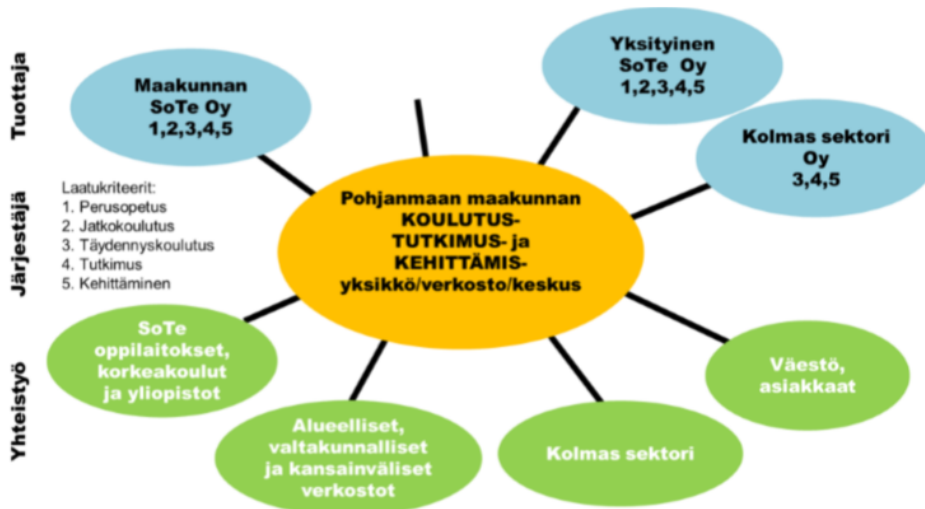 Tuottaja
Järjestäjä
Yhteistyö
Maakunnan
SoTe Oy
1,2,3,4,5
Yksityinen
SoTe Oy
1,2,3,4,5
Kolmas sektori
Oy
3,4,5
Laatukriteerit:
1. Perusopetus
2. Jatkokoulutus
3. Täydennyskoulutus
4. Tutkimus
5. Kehittäminen
Pohjanmaan maakunnan
KOULUTUS-
TUTKIMUS- ja
KEHITTÄMIS-
yksikkö/verkosto/keskus
SoTe
oppilaitokset,
korkeakoulut
ja yliopistot
Alueelliset,
valtakunnalliset
ja kansainväliset
verkostot
Kolmas sektori
Väestö,
asiakkaat